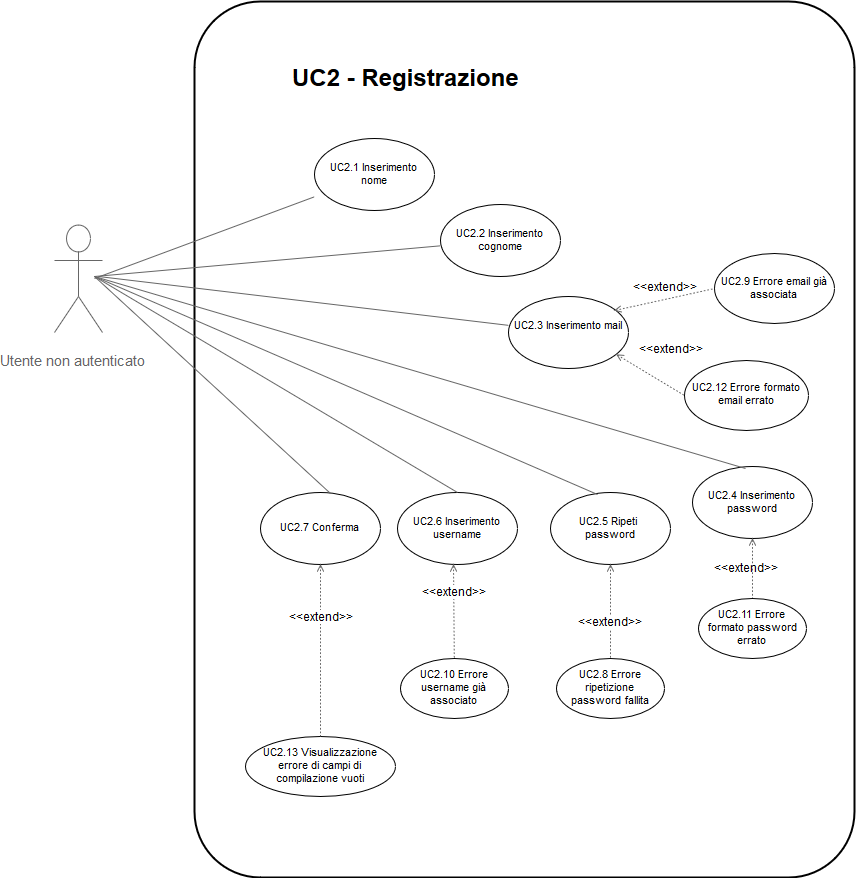 UC2 - Registrazione
UC2.1 Inserimento
nome
UC2.2 Inserimento
cognome
<<extend>>
UC2.9 Errore email già
associata
UC2.3 Inserimento mail
<<extend>>
Utente non autenticato
UC2.12 Errore formato
email errato
UC2.4 Inserimento
password
UC2.7 Conferma
UC2.6 Inserimento
username
UC2.5 Ripeti
password
<<extend>>
<<extend>>
<<extend>>
<<extend>>
UC2.11 Errore
formato password
errato
UC2.10 Errore
username già
associato
UC2.8 Errore
ripetizione
password fallita
UC2.13 Visualizzazione
errore di campi di
compilazione vuoti